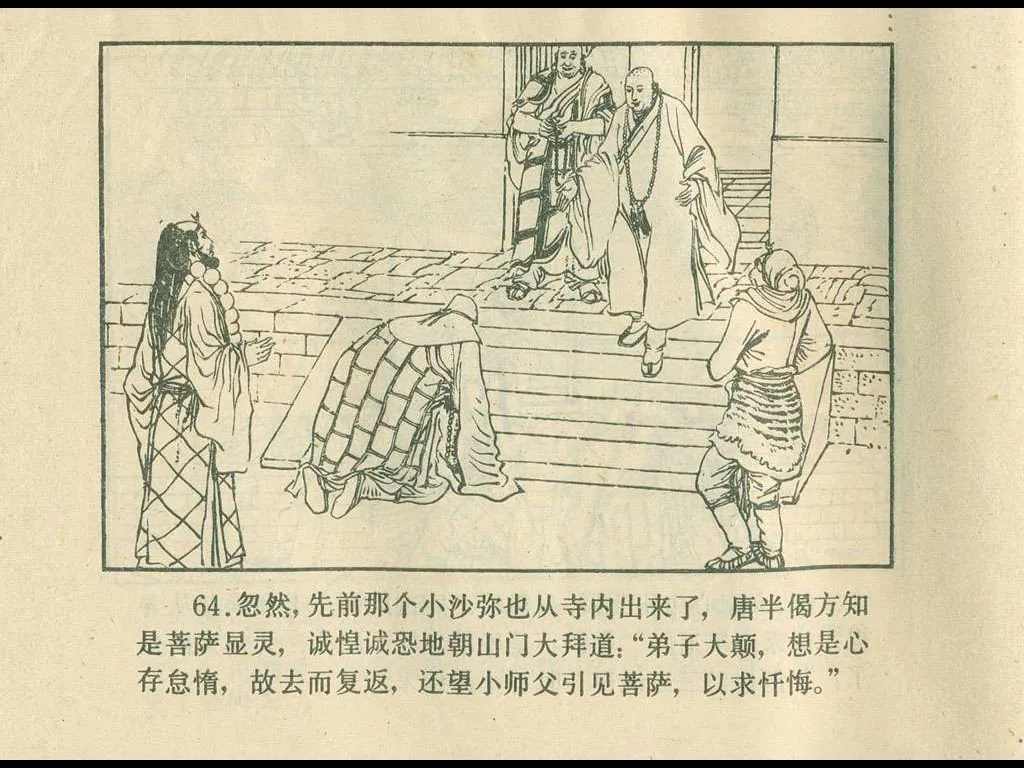 64.忽然，先前那个小沙弥也从寺内出来了，唐半偈方知
是菩萨显灵，诚惶诚恐地朝山门大拜道：“弟子大颠，想是心
存怠惰，故去而复返，还望小师父引见菩萨，以求忏悔。”